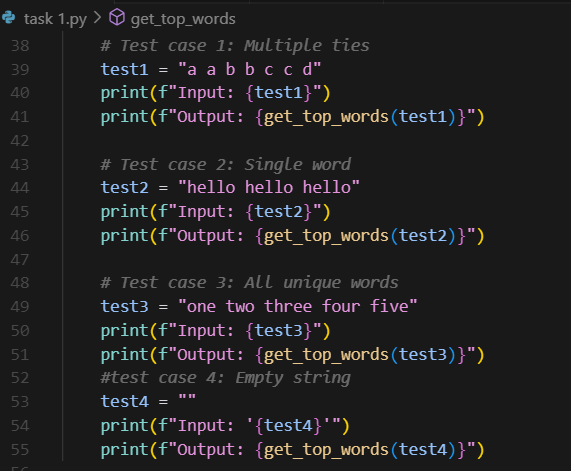 task 1.py > get_top_words
38 # Test case 1: Multiple ties
39 test1 = "a a b b c c d"
40 print(f"Input: {test1}")
41 print(f"Output: {get_top_words(test1)}")
42
43 # Test case 2: Single word
44 test2 = "hello hello hello"
45 print(f"Input: {test2}")
46 print(f"Output: {get_top_words(test2)}")
47
48 # Test case 3: All unique words
49 test3 = "one two three four five"
50 print(f"Input: {test3}")
51 print(f"Output: {get_top_words(test3)}")
52 #test case 4: Empty string
53 test4 = ""
54 print(f"Input: '{test4}'")
55 print(f"Output: {get_top_words(test4)}")